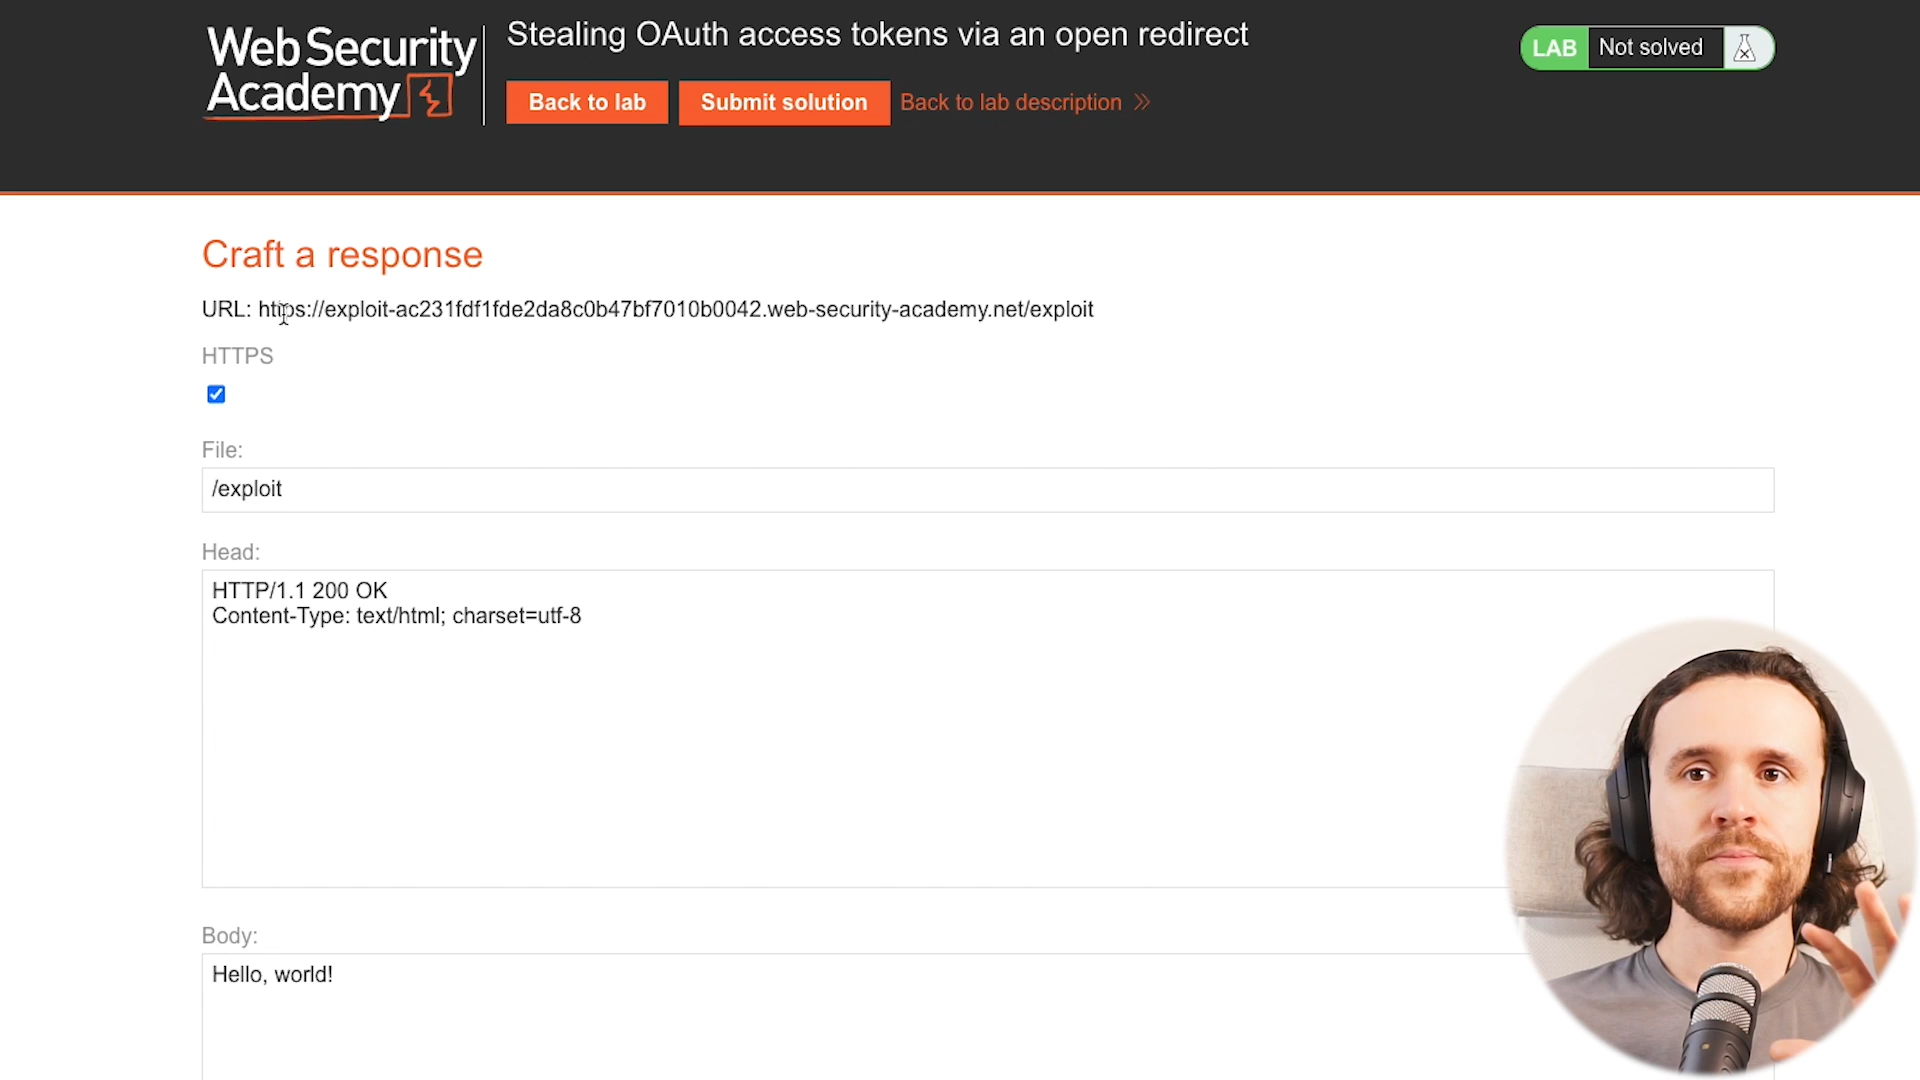 Web Security
Academy
Stealing OAuth access tokens via an open redirect
Back to lab
Submit solution
Back to lab description
LAB
Not solved
Craft a response
URL: https://exploit-ac231fdf1fde2da8c0b47bf7010b0042.web-security-academy.net/exploit
HTTPS
File:
/exploit
Head:
HTTP/1.1 200 OK
Content-Type: text/html; charset=utf-8
Body:
Hello, world!